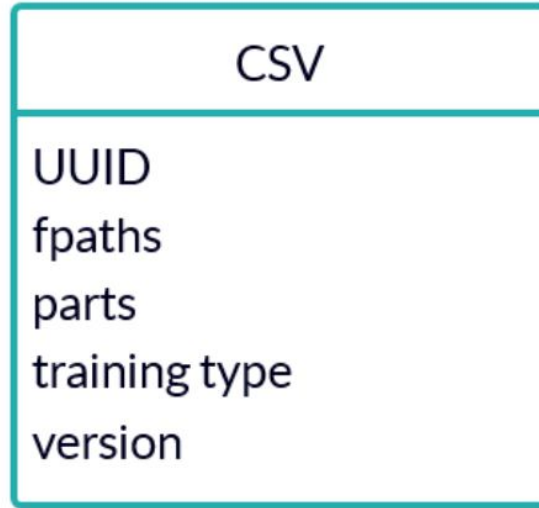 CSV
UUID
fpaths
parts
training type
version